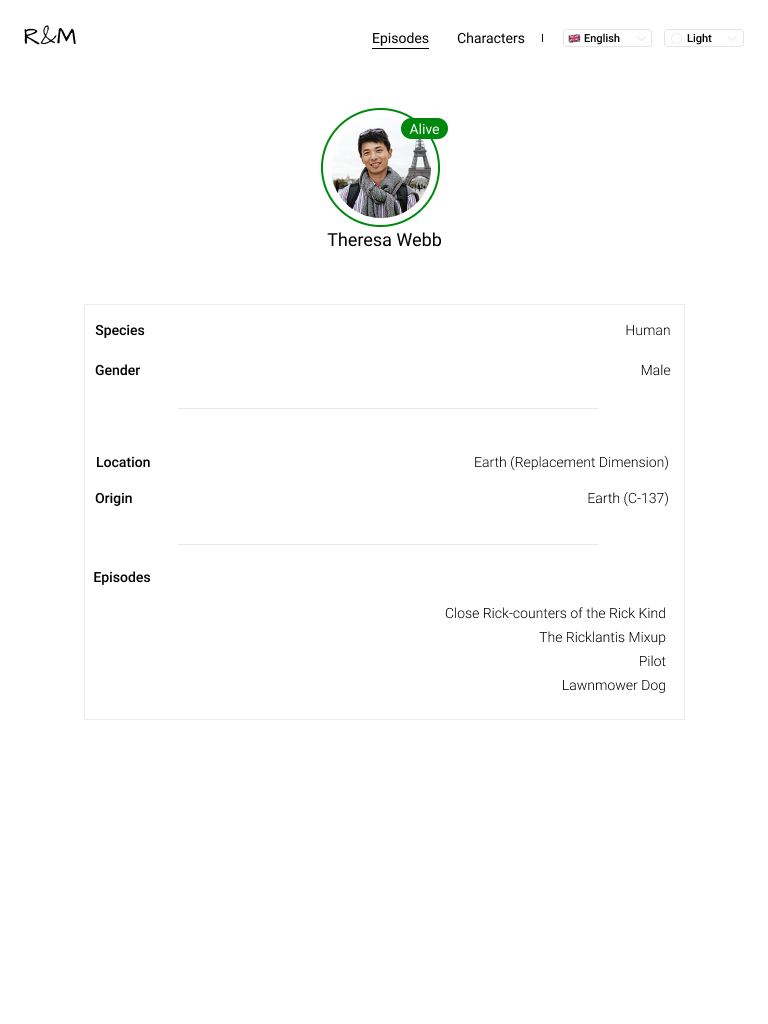 R&M
Episodes Characters | English Light
Alive
Theresa Webb
Species Human
Gender Male
Location Earth (Replacement Dimension)
Origin Earth (C-137)
Episodes
Close Rick-counters of the Rick Kind
The Ricklantis Mixup
Pilot
Lawnmower Dog